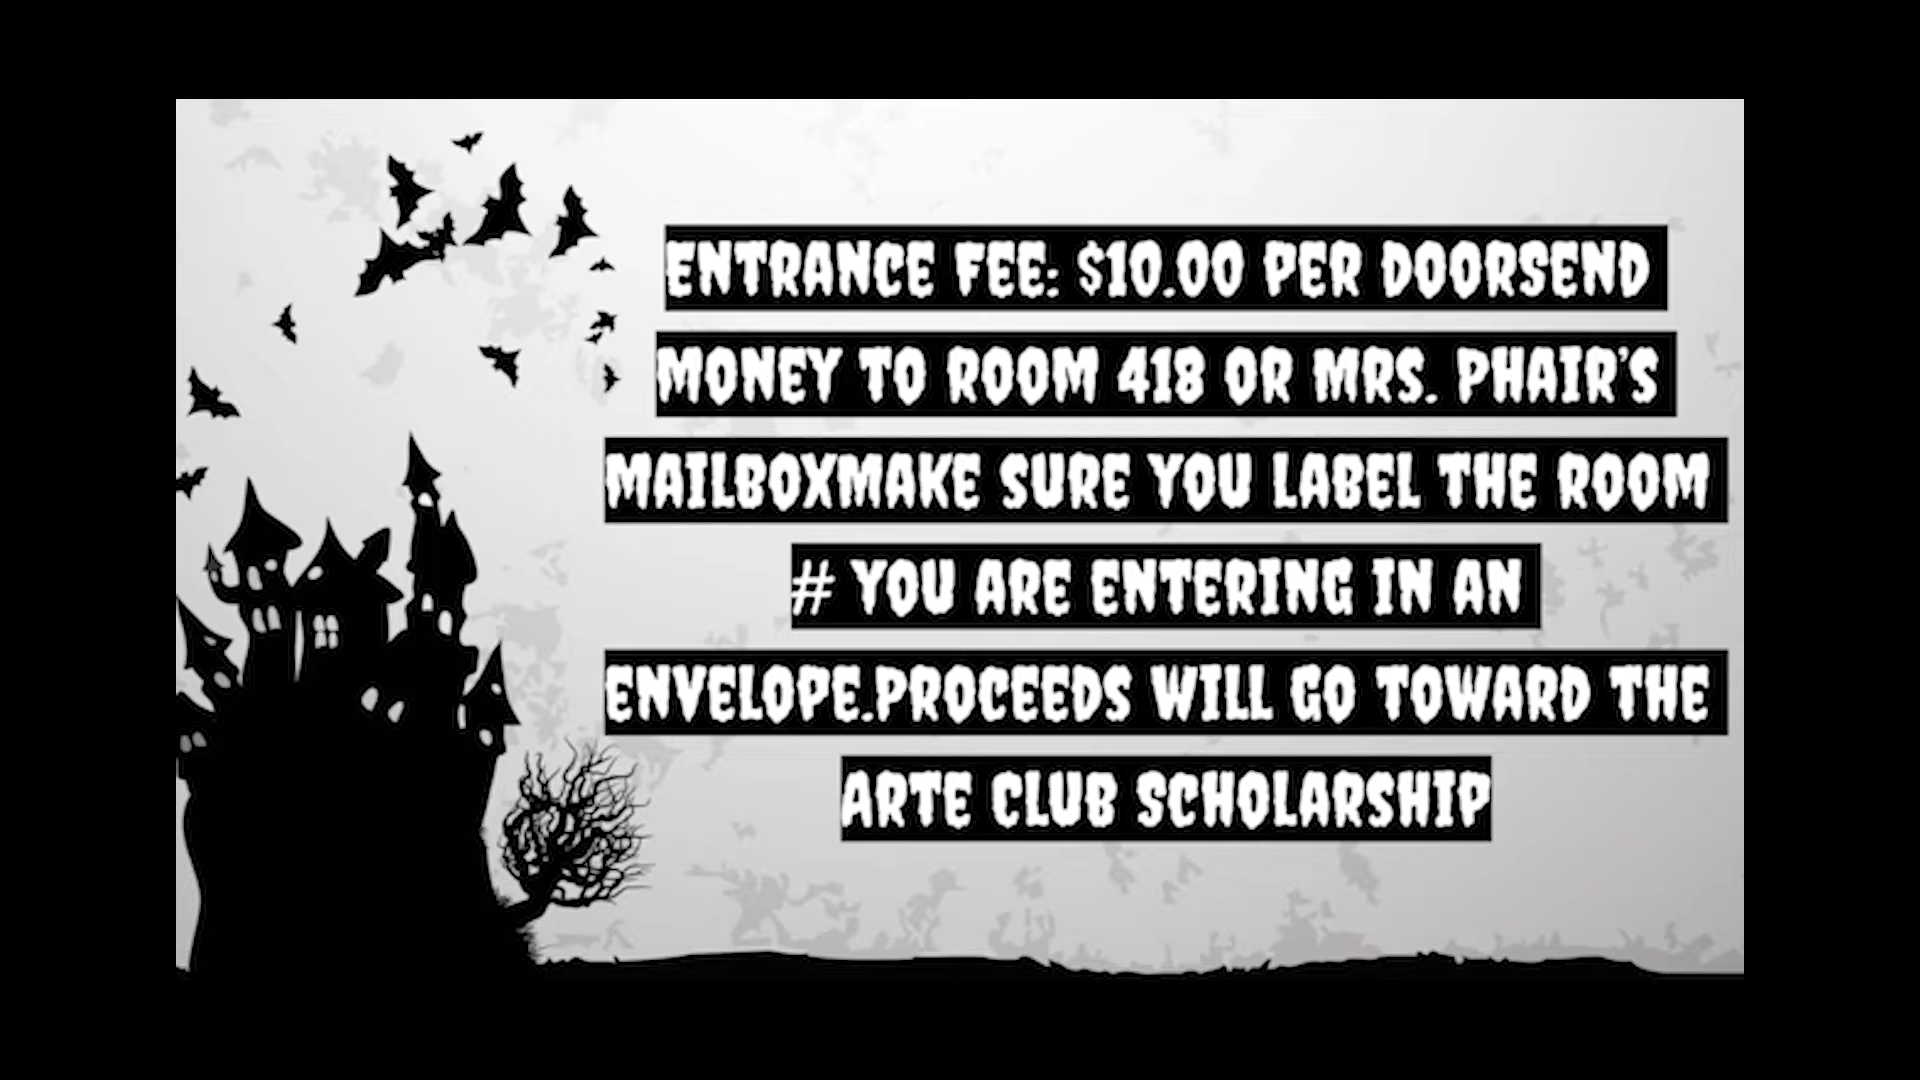 ENTRANCE FEE: $10.00 PER DOORSEND
MONEY TO ROOM 418 OR MRS. PHAIR'S
MAILBOXMAKE SURE YOU LABEL THE ROOM
# YOU ARE ENTERING IN AN
ENVELOPE.PROCEEDS WILL GO TOWARD THE
ARTE CLUB SCHOLARSHIP